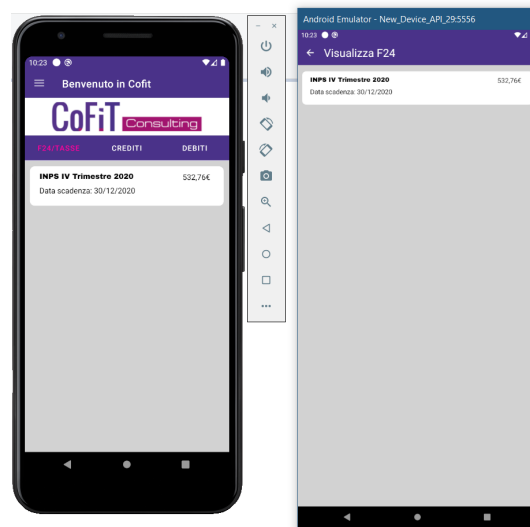 10:23
Benvenuto in Cofit
CoFiT Consulting
F24/TASSE CREDITI DEBITI
INPS IV Trimestre 2020 532,76€
Data scadenza: 30/12/2020
Android Emulator - New_Device_API_29:5556
10:23
Visualizza F24
INPS IV Trimestre 2020 532,76€
Data scadenza: 30/12/2020